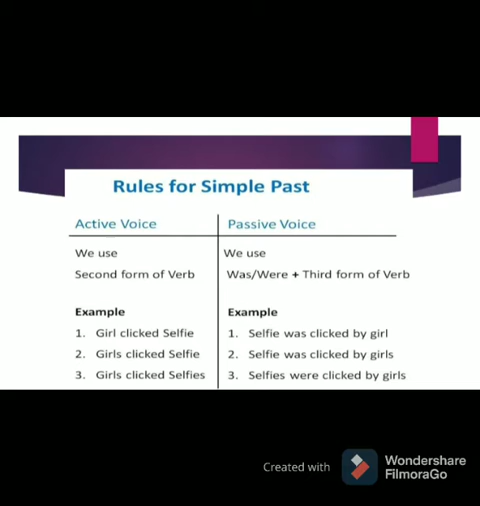 Rules for Simple Past
Active Voice
Passive Voice
We use
We use
Second form of Verb
Was/Were + Third form of Verb
Example
Example
1. Girl clicked Selfie
1. Selfie was clicked by girl
2. Girls clicked Selfie
2. Selfie was clicked by girls
3. Girls clicked Selfies
3. Selfies were clicked by girls
Created with
Wondershare
FilmoraGo